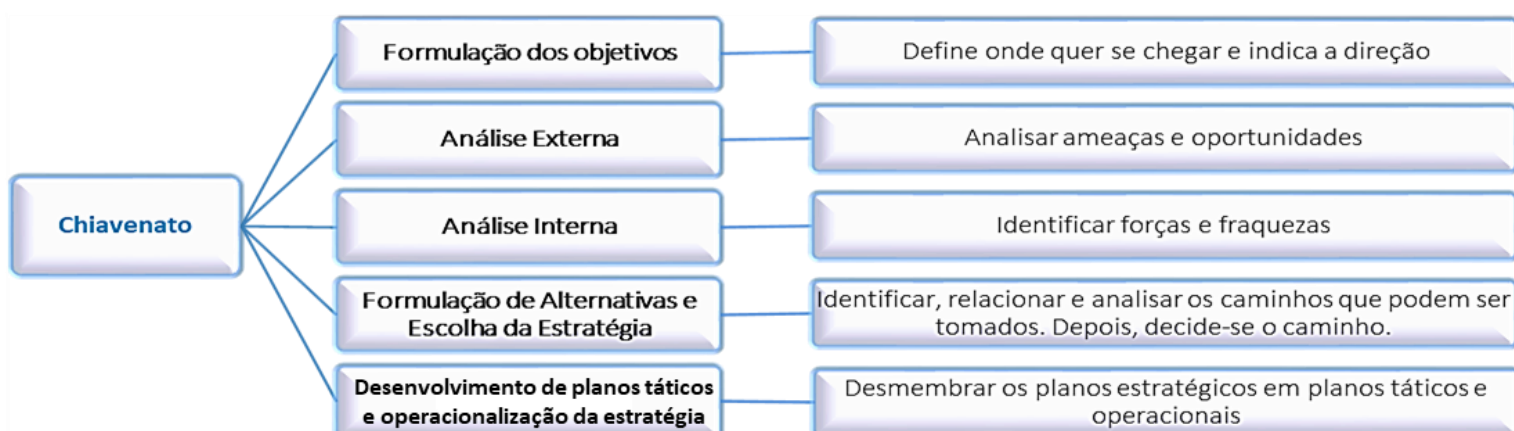 Chiavenato
Formulação dos objetivos
Define onde quer se chegar e indica a direção
Análise Externa
Analisar ameaças e oportunidades
Análise Interna
Identificar forças e fraquezas
Formulação de Alternativas e
Escolha da Estratégia
Identificar, relacionar e analisar os caminhos que podem ser
tomados. Depois, decide-se o caminho.
Desenvolvimento de planos táticos
e operacionalização da estratégia
Desmembrar os planos estratégicos em planos táticos e
operacionais